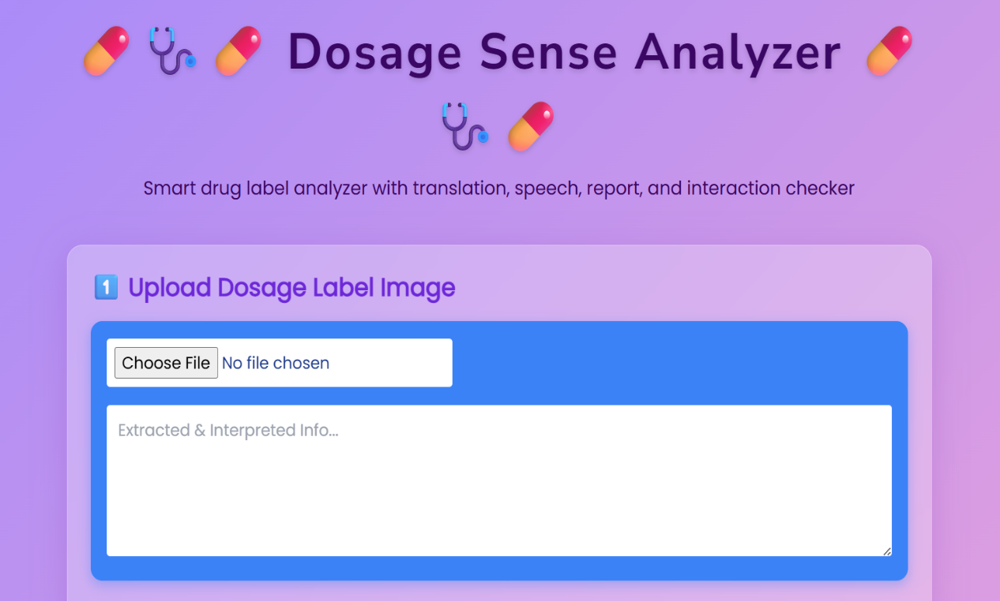 💊 🩺 💊 Dosage Sense Analyzer 💊
🩺 💊
Smart drug label analyzer with translation, speech, report, and interaction checker
1️⃣ Upload Dosage Label Image
Choose File No file chosen
Extracted & Interpreted Info...